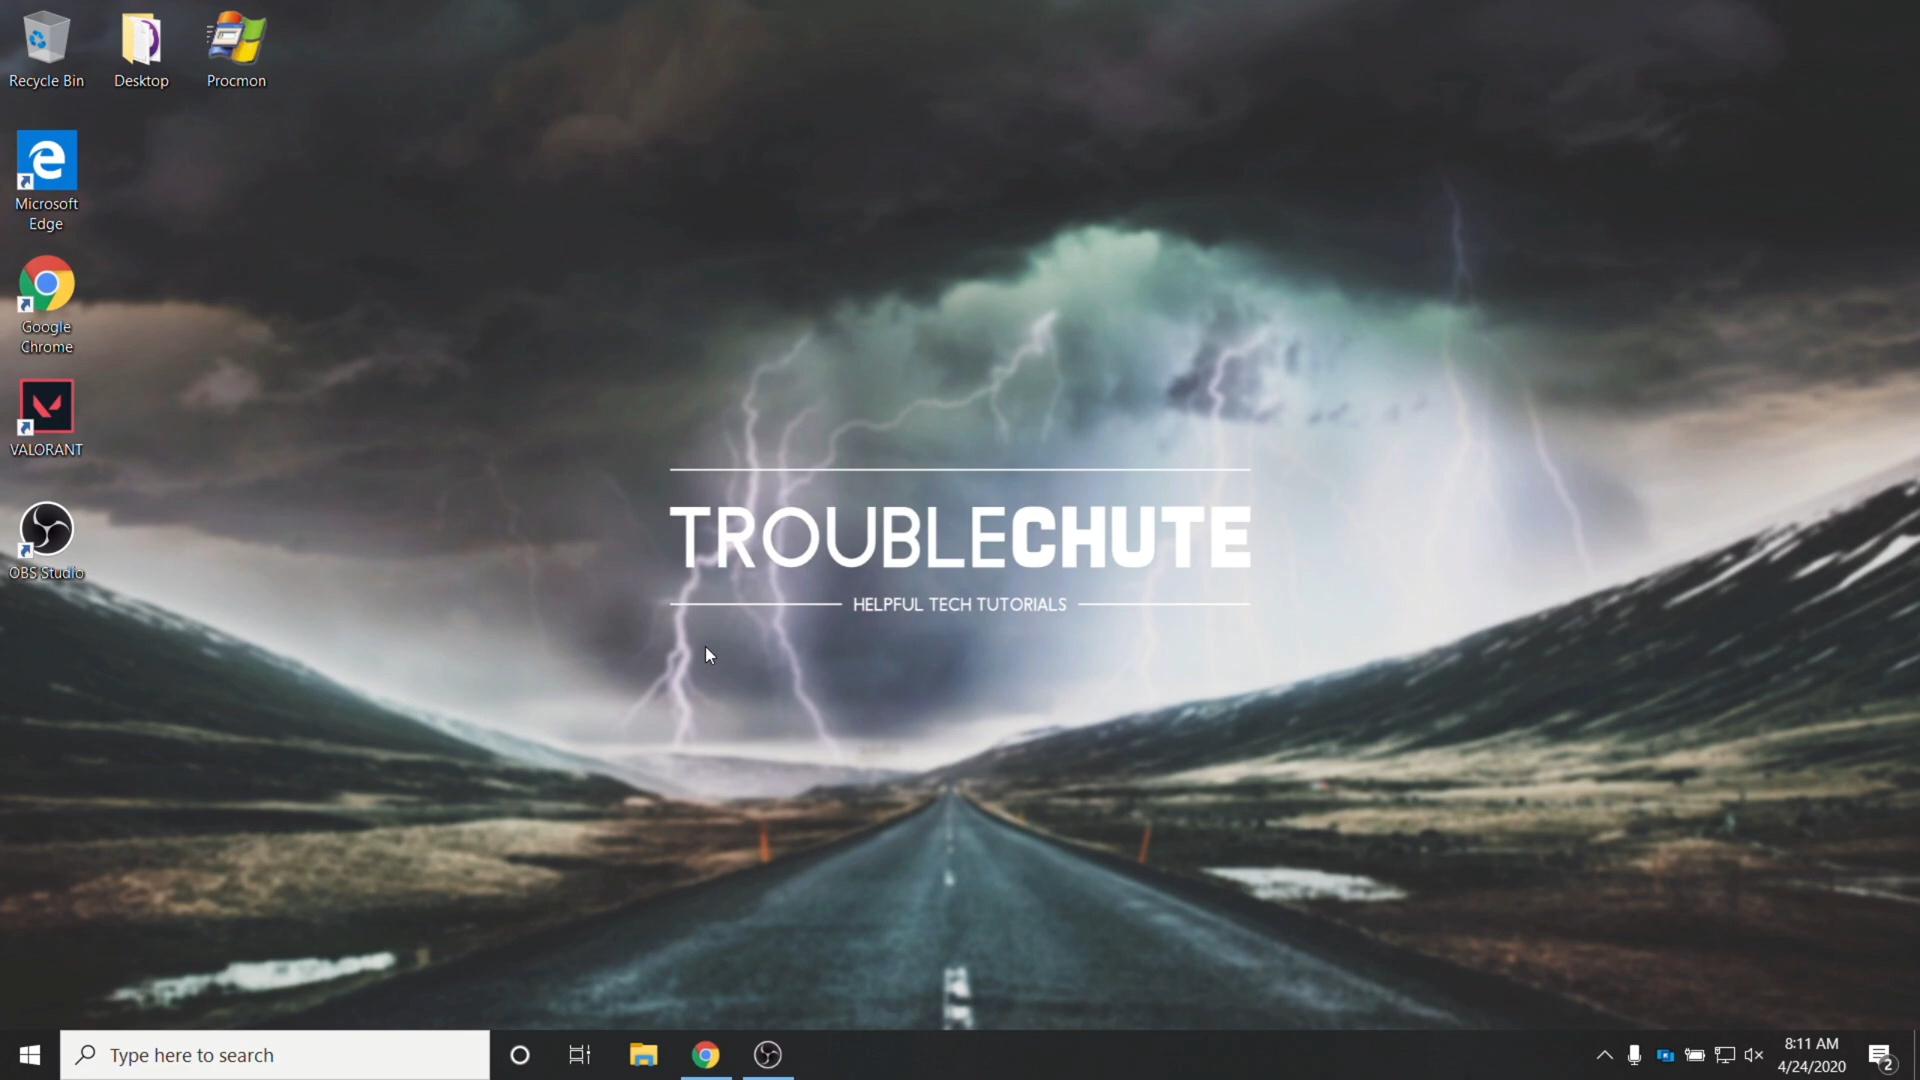 Recycle Bin
Desktop
Procmon
Microsoft
Edge
Google
Chrome
VALORANT
OBS Studio
TROUBLECHUTE
HELPFUL TECH TUTORIALS
Type here to search
8:11 AM
4/24/2020
2